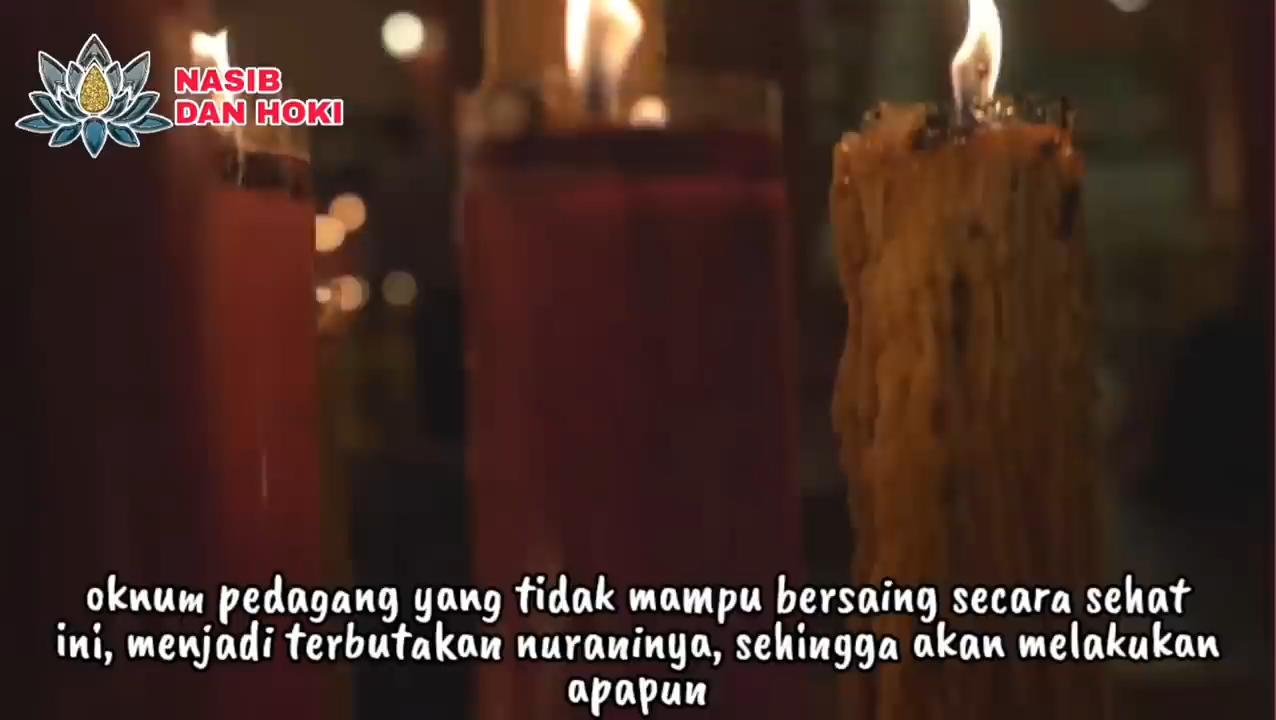 NASIB
DAN HOKI
oknum pedagang yang tidak mampu bersaing secara sehat
ini, menjadi terbutakan nuraninya, sehingga akan melakukan
apapun